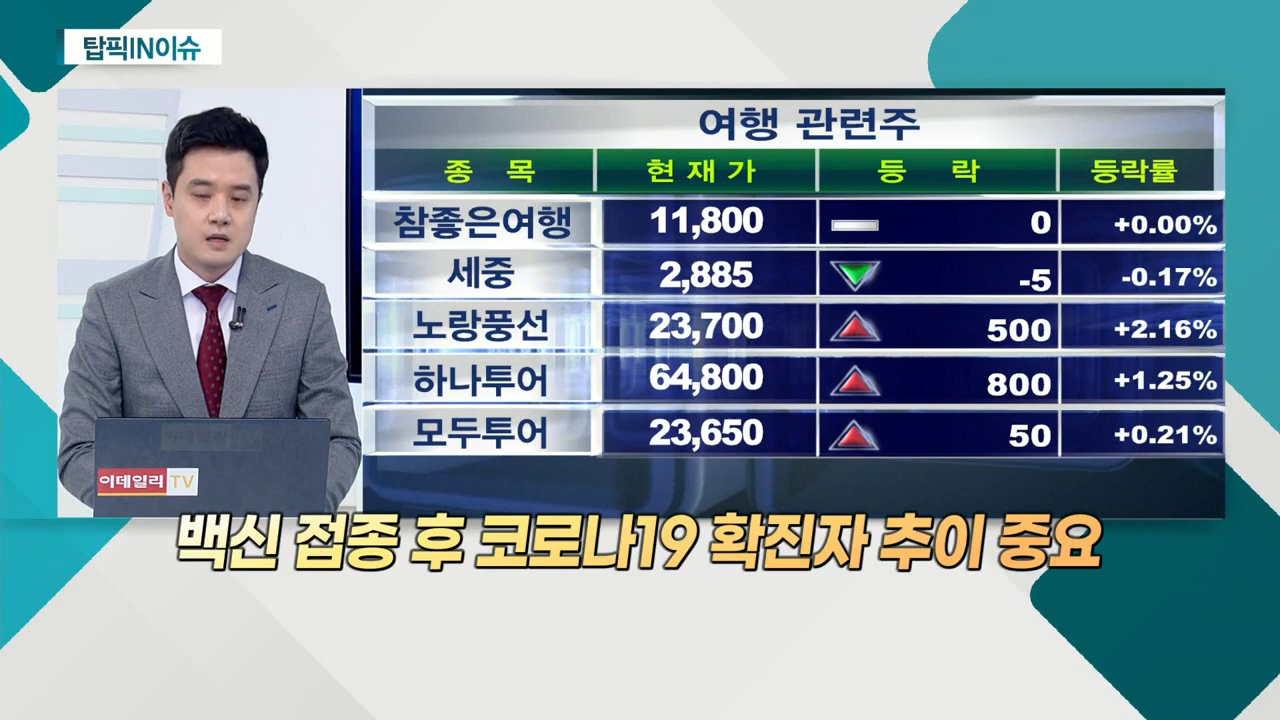 탑픽IN이슈
여행 관련주
종 목 현 재 가 등 락 등락률
참좋은여행 11,800 0 +0.00%
세중 2,885 -5 -0.17%
노랑풍선 23,700 500 +2.16%
하나투어 64,800 800 +1.25%
모두투어 23,650 50 +0.21%
이데일리 TV
백신 접종 후 코로나19 확진자 추이 중요